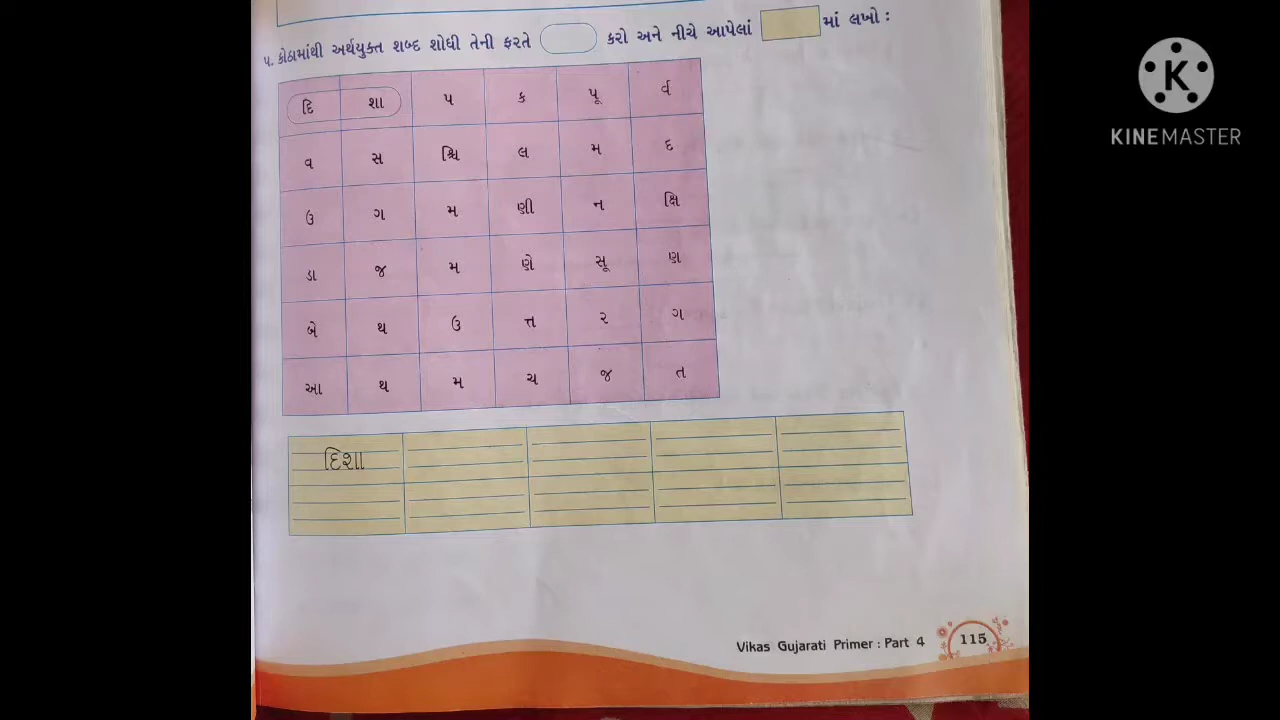 ૫. કોઠામાંથી અર્થયુક્ત શબ્દ શોધી તેની ફરતે કરો અને નીચે આપેલાં માં લખો :
દિ શા પ ક પૂ ર્વ
વ સ શ્ચિ લ મ દ
ઉ ગ મ ણી ન ક્ષિ
ડા જ મ ણે સૂ ણ
બે થ ઉ ત્ત ર ગ
આ થ મ ચ જ ત
દિશા
Vikas Gujarati Primer : Part 4 115
K
KINEMASTER